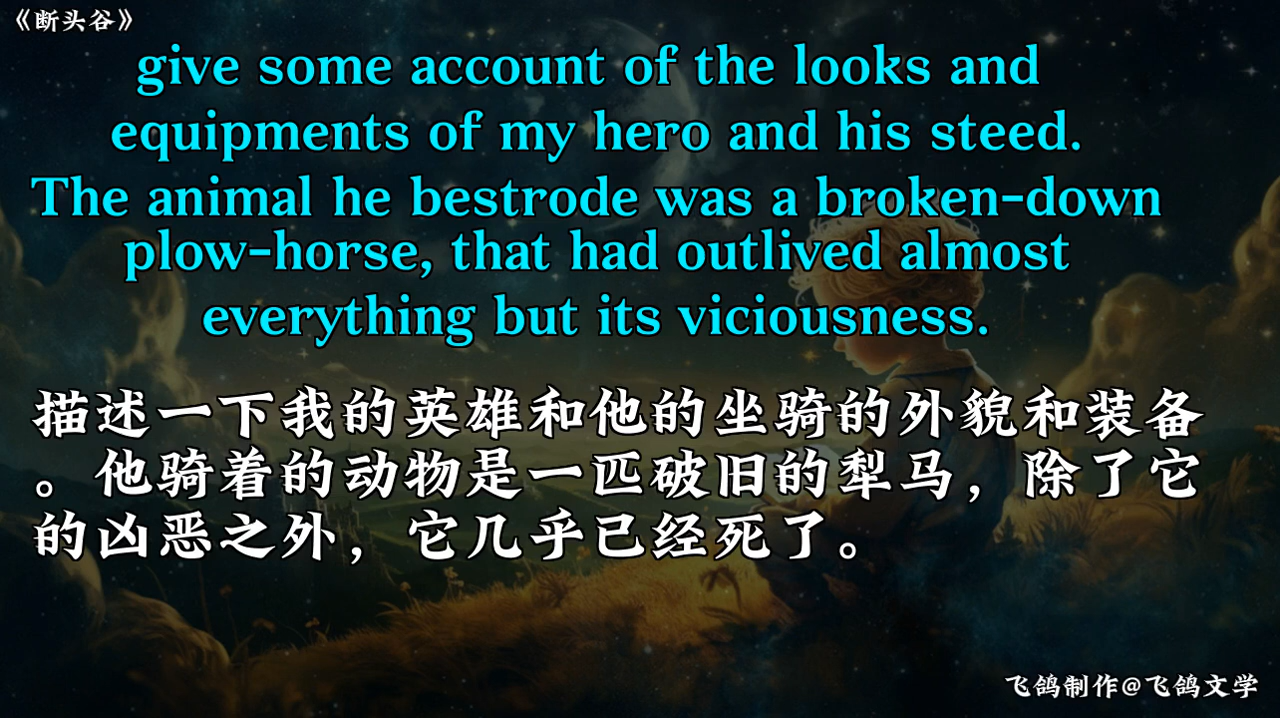 《断头谷》
give some account of the looks and
equipments of my hero and his steed.
The animal he bestrode was a broken-down
plow-horse, that had outlived almost
everything but its viciousness.
描述一下我的英雄和他的坐骑的外貌和装备
。他骑着的动物是一匹破旧的犁马，除了它
的凶恶之外，它几乎已经死了。
飞鸽制作@飞鸽文学